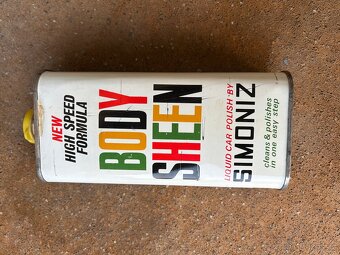 NEW
HIGH SPEED
FORMULA
BODY
SHEEN
LIQUID CAR POLISH BY
SIMONIZ
cleans & polishes
in one easy step